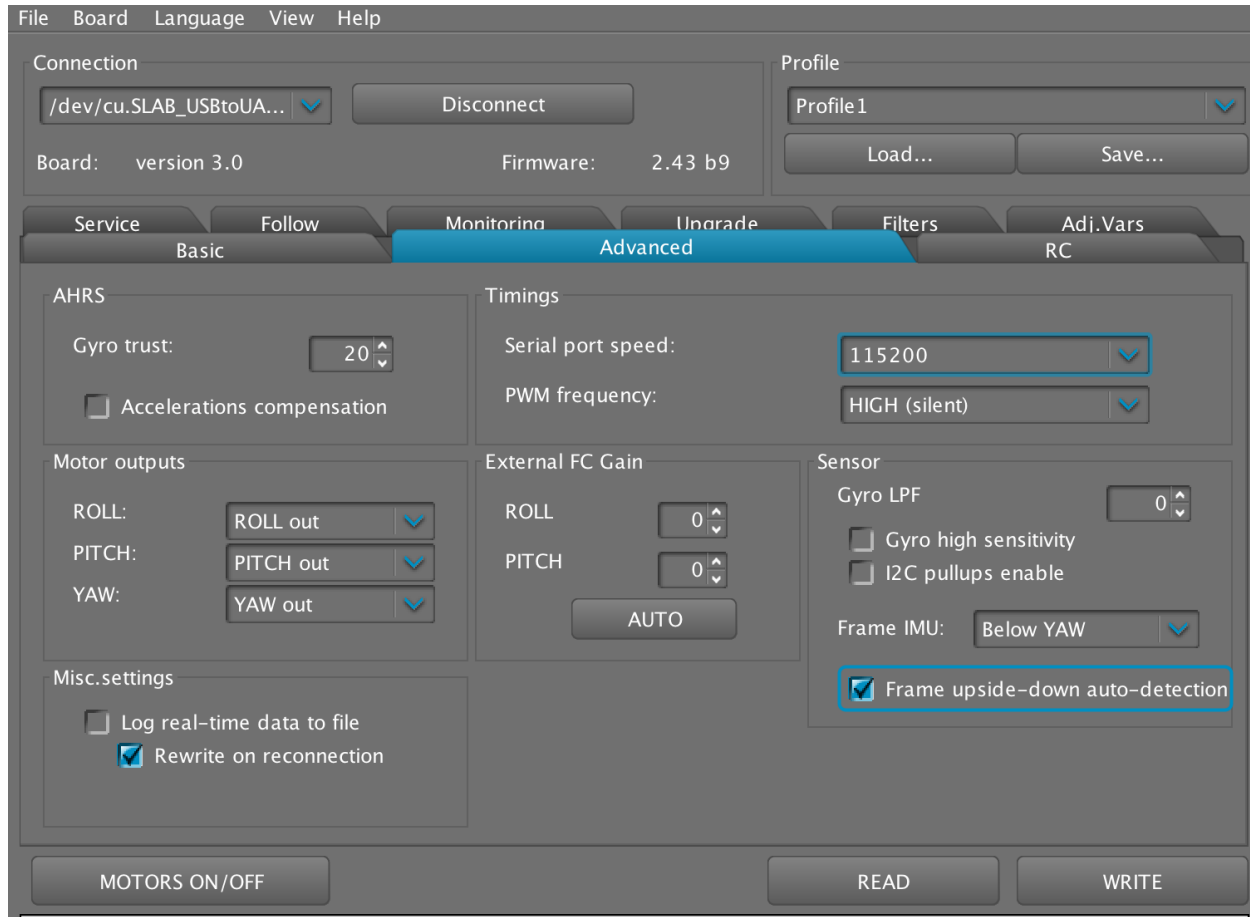 File Board Language View Help
Connection
Profile
/dev/cu.SLAB_USBtoUA... Disconnect
Profile1
Load... Save...
Board: version 3.0 Firmware: 2.43 b9
Service Follow Monitoring Upgrade Filters Adj.Vars
Basic Advanced RC
AHRS
Gyro trust: 20
Accelerations compensation
Timings
Serial port speed: 115200
PWM frequency: HIGH (silent)
Motor outputs
ROLL: ROLL out
PITCH: PITCH out
YAW: YAW out
External FC Gain
ROLL 0
PITCH 0
AUTO
Sensor
Gyro LPF 0
Gyro high sensitivity
I2C pullups enable
Frame IMU: Below YAW
Frame upside-down auto-detection
Misc.settings
Log real-time data to file
Rewrite on reconnection
MOTORS ON/OFF READ WRITE